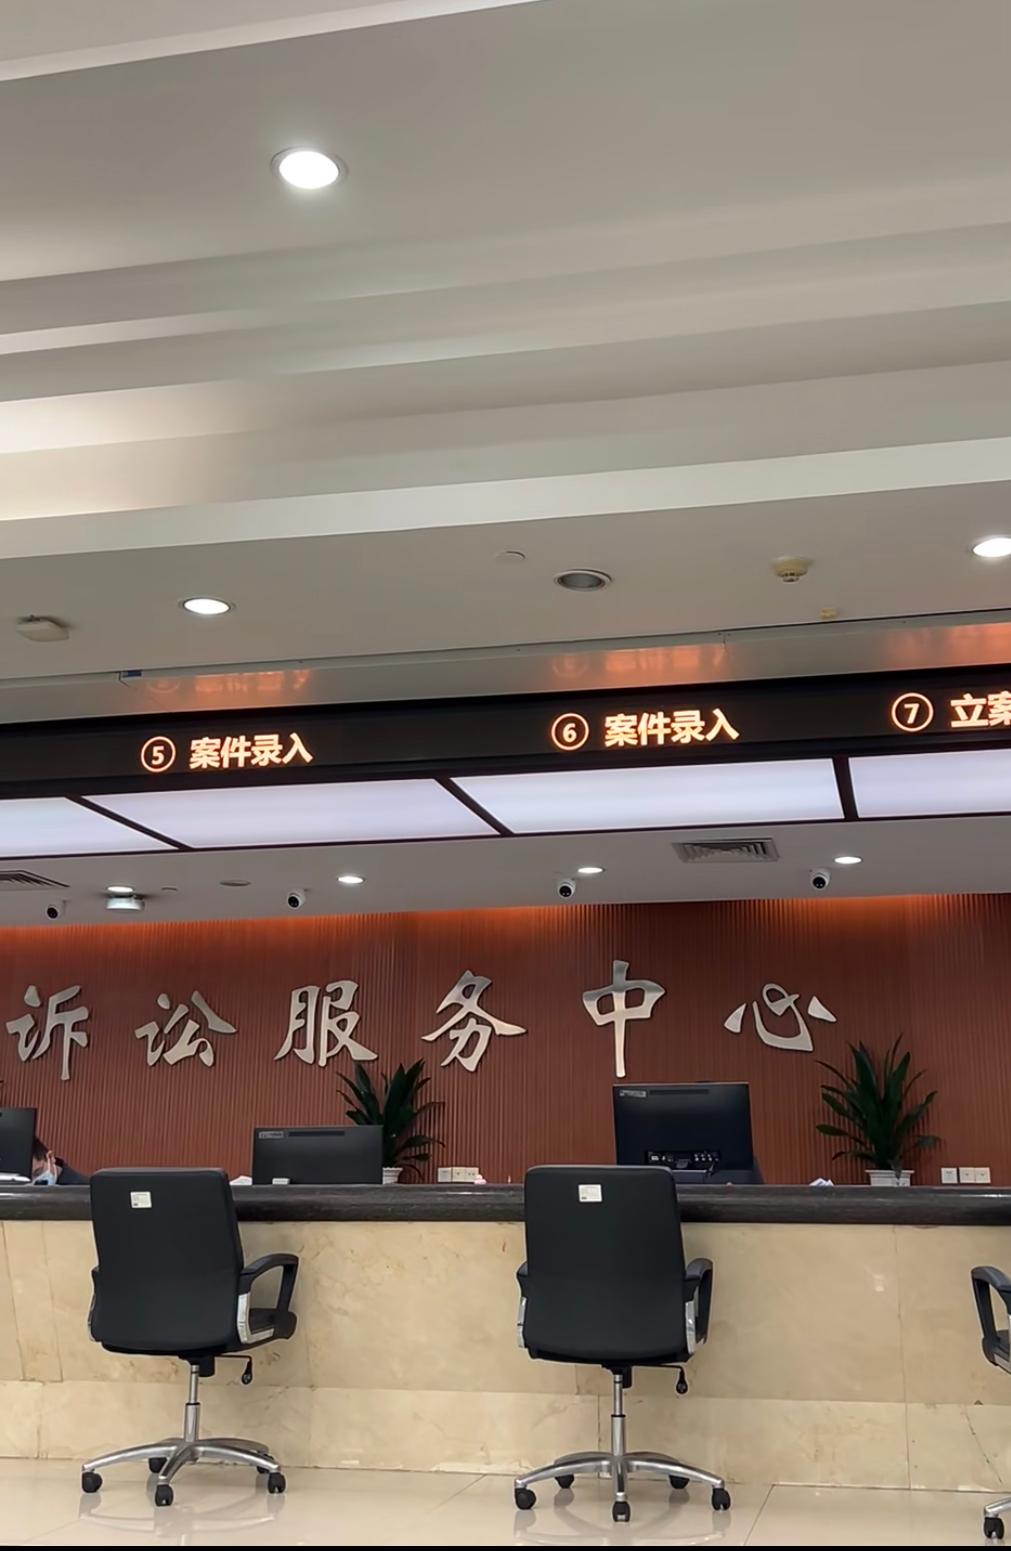 ⑤ 案件录入
⑥ 案件录入
⑦ 立案
诉讼服务中心